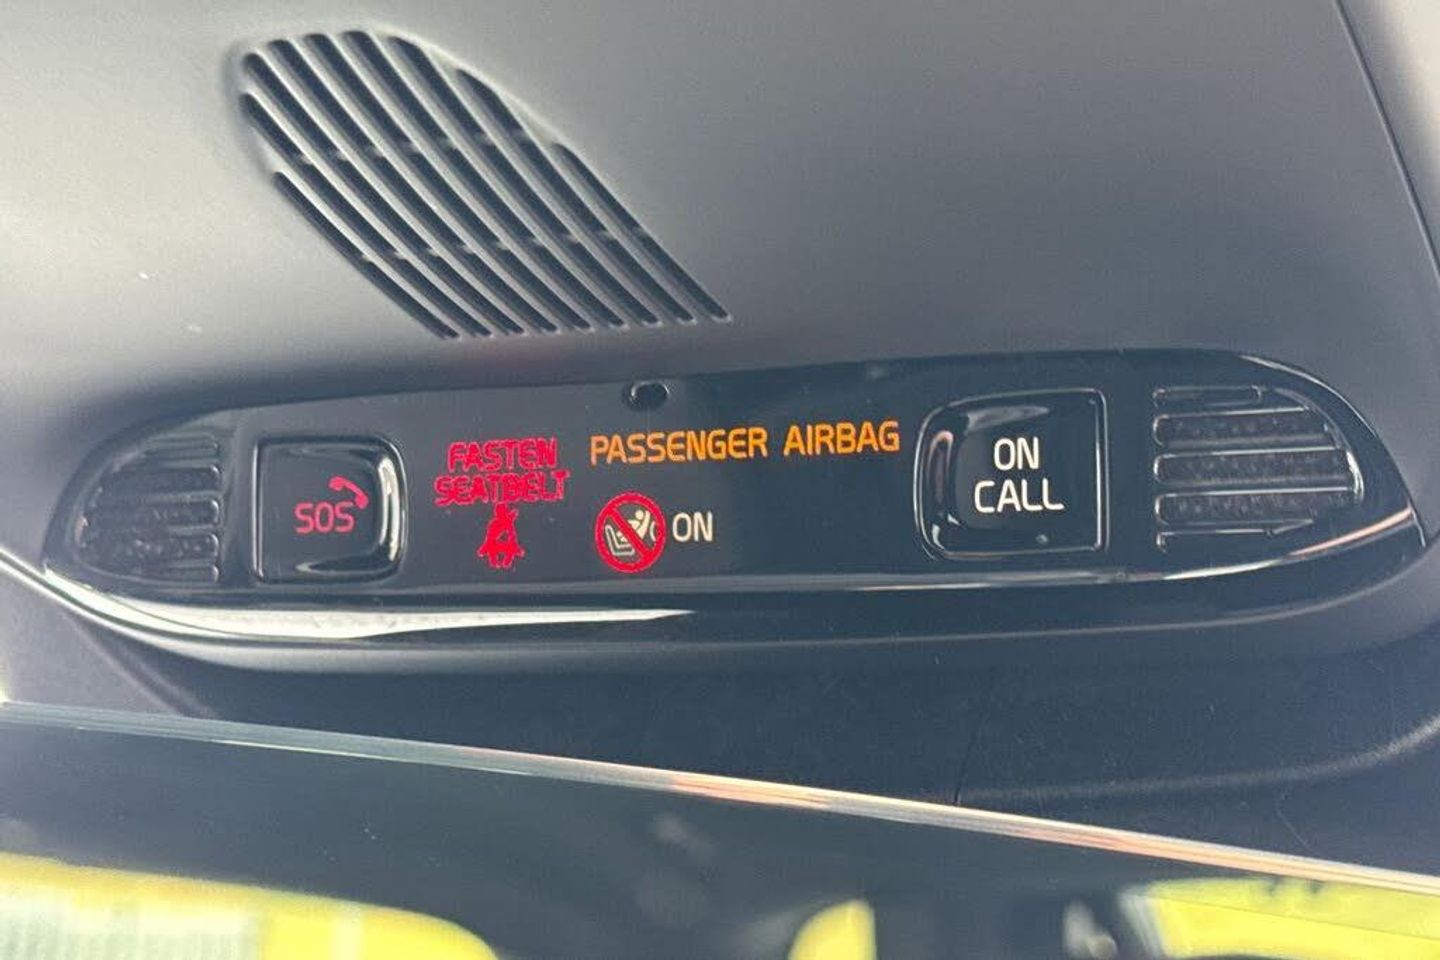 SOS
FASTEN
SEATBELT
PASSENGER AIRBAG
ON
ON
CALL